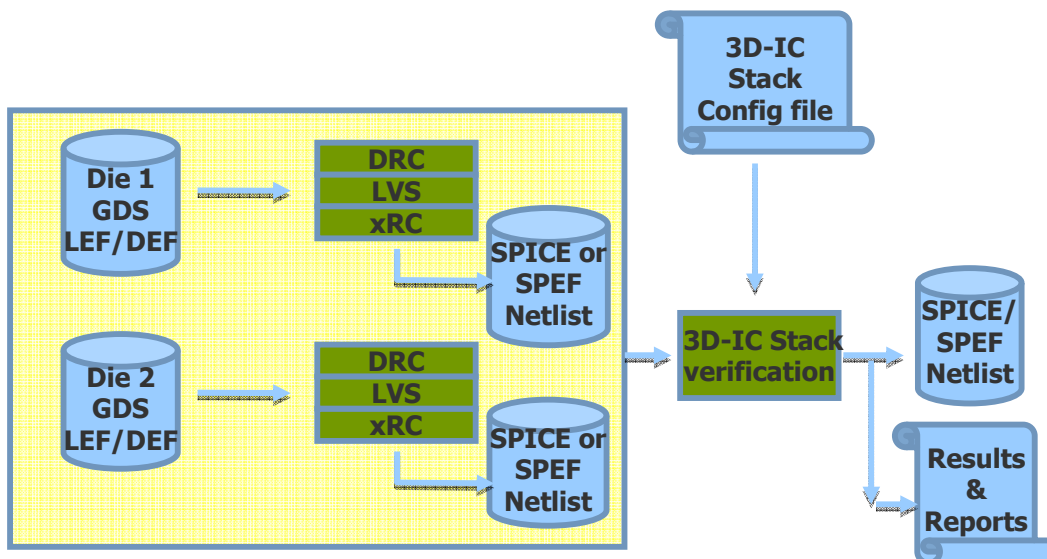 3D-IC
Stack
Config file
Die 1
GDS
LEF/DEF
DRC
LVS
xRC
SPICE or
SPEF
Netlist
Die 2
GDS
LEF/DEF
DRC
LVS
xRC
SPICE or
SPEF
Netlist
3D-IC Stack
verification
SPICE/
SPEF
Netlist
Results
&
Reports